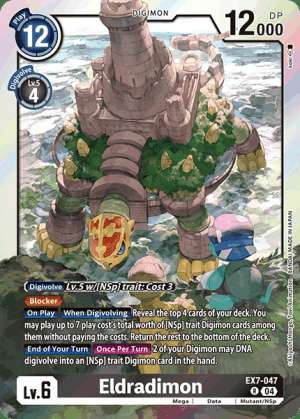 DIGIMON
Play
12
12000
DP
Digivolve
Lv.5
4
Digivolve Lv.5 w/[NSp] trait: Cost 3
Blocker
On Play When Digivolving Reveal the top 4 cards of your deck. You
may play up to 7 play cost's total worth of [NSp] trait Digimon cards among
them without paying the costs. Return the rest to the bottom of the deck.
End of Your Turn Once Per Turn 2 of your Digimon may DNA
digivolve into an [NSp] trait Digimon card in the hand.
EX7-047
Lv.6
Eldradimon
R 04
Mega Data Mutant/NSp